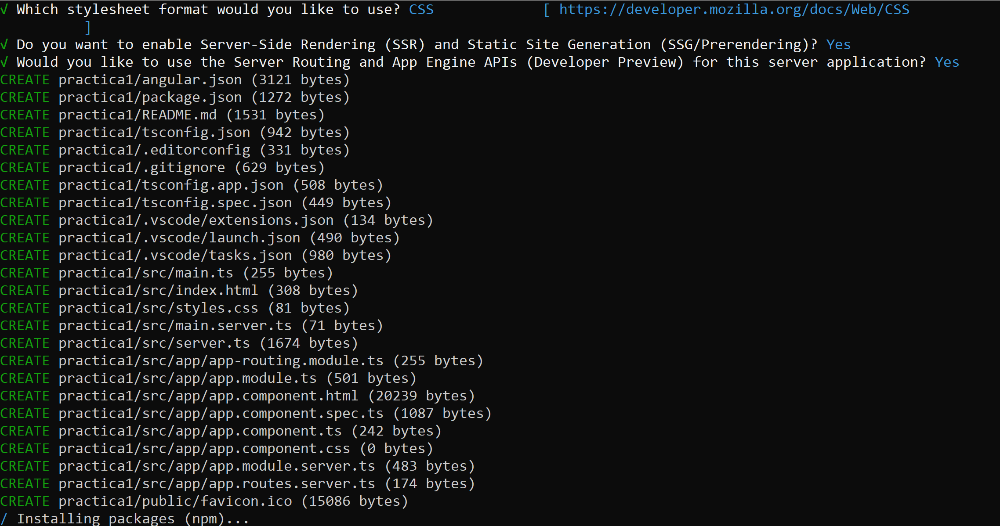 √ Which stylesheet format would you like to use? CSS             [ https://developer.mozilla.org/docs/Web/CSS
]
√ Do you want to enable Server-Side Rendering (SSR) and Static Site Generation (SSG/Prerendering)? Yes
√ Would you like to use the Server Routing and App Engine APIs (Developer Preview) for this server application? Yes
CREATE practica1/angular.json (3121 bytes)
CREATE practica1/package.json (1272 bytes)
CREATE practica1/README.md (1531 bytes)
CREATE practica1/tsconfig.json (942 bytes)
CREATE practica1/.editorconfig (331 bytes)
CREATE practica1/.gitignore (629 bytes)
CREATE practica1/tsconfig.app.json (508 bytes)
CREATE practica1/tsconfig.spec.json (449 bytes)
CREATE practica1/.vscode/extensions.json (134 bytes)
CREATE practica1/.vscode/launch.json (490 bytes)
CREATE practica1/.vscode/tasks.json (980 bytes)
CREATE practica1/src/main.ts (255 bytes)
CREATE practica1/src/index.html (308 bytes)
CREATE practica1/src/styles.css (81 bytes)
CREATE practica1/src/main.server.ts (71 bytes)
CREATE practica1/src/server.ts (1674 bytes)
CREATE practica1/src/app/app-routing.module.ts (255 bytes)
CREATE practica1/src/app/app.module.ts (501 bytes)
CREATE practica1/src/app/app.component.html (20239 bytes)
CREATE practica1/src/app/app.component.spec.ts (1087 bytes)
CREATE practica1/src/app/app.component.ts (242 bytes)
CREATE practica1/src/app/app.component.css (0 bytes)
CREATE practica1/src/app/app.module.server.ts (483 bytes)
CREATE practica1/src/app/app.routes.server.ts (174 bytes)
CREATE practica1/public/favicon.ico (15086 bytes)
/ Installing packages (npm)...